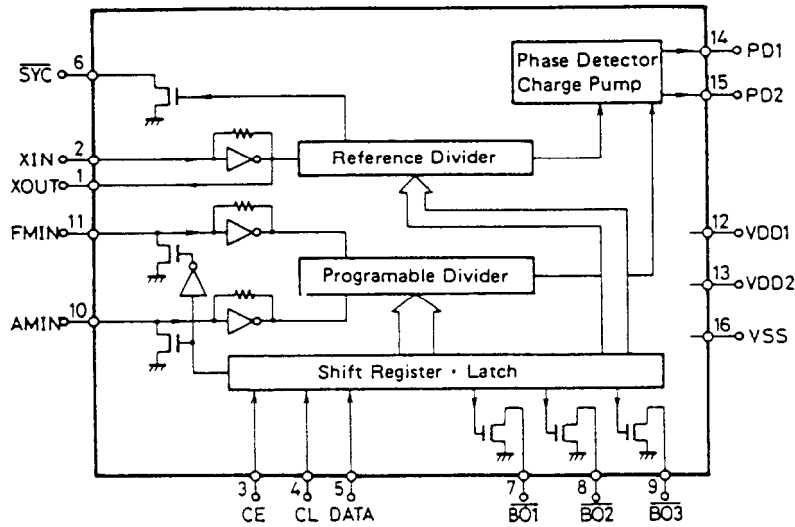 6
SYC
14
PD1
Phase Detector
Charge Pump
15
PD2
2
XIN
Reference Divider
1
XOUT
11
FMIN
12
VDD1
Programable Divider
13
VDD2
10
AMIN
16
VSS
Shift Register · Latch
3
4
5
7
8
9
CE
CL
DATA
BO1
BO2
BO3